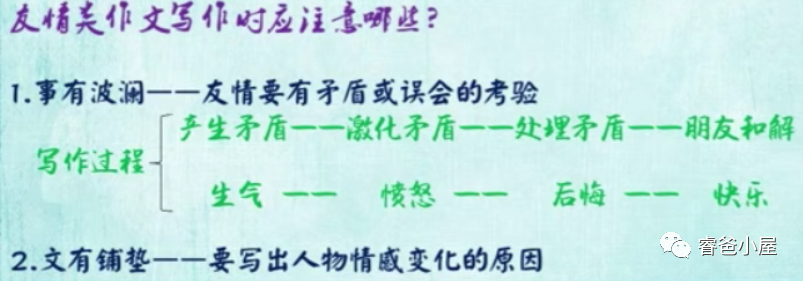 友情类作文写作时应注意哪些?
1.事有波澜——友情要有矛盾或误会的考验
产生矛盾——激化矛盾——处理矛盾——朋友和解
写作过程
生气 —— 愤怒 —— 后悔 —— 快乐
2.文有铺垫——要写出人物情感变化的原因
睿爸小屋